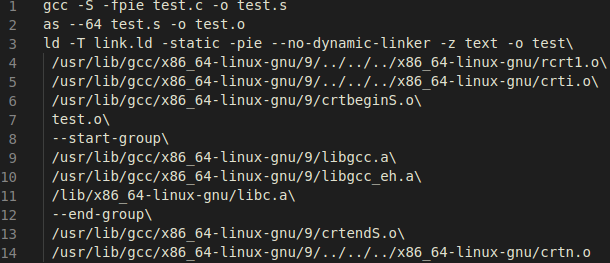 1 gcc -S -fpie test.c -o test.s
2 as --64 test.s -o test.o
3 ld -T link.ld -static -pie --no-dynamic-linker -z text -o test\
4 /usr/lib/gcc/x86_64-linux-gnu/9/../../../x86_64-linux-gnu/rcrt1.o\
5 /usr/lib/gcc/x86_64-linux-gnu/9/../../../x86_64-linux-gnu/crti.o\
6 /usr/lib/gcc/x86_64-linux-gnu/9/crtbeginS.o\
7 test.o\
8 --start-group\
9 /usr/lib/gcc/x86_64-linux-gnu/9/libgcc.a\
10 /usr/lib/gcc/x86_64-linux-gnu/9/libgcc_eh.a\
11 /lib/x86_64-linux-gnu/libc.a\
12 --end-group\
13 /usr/lib/gcc/x86_64-linux-gnu/9/crtendS.o\
14 /usr/lib/gcc/x86_64-linux-gnu/9/../../../x86_64-linux-gnu/crtn.o